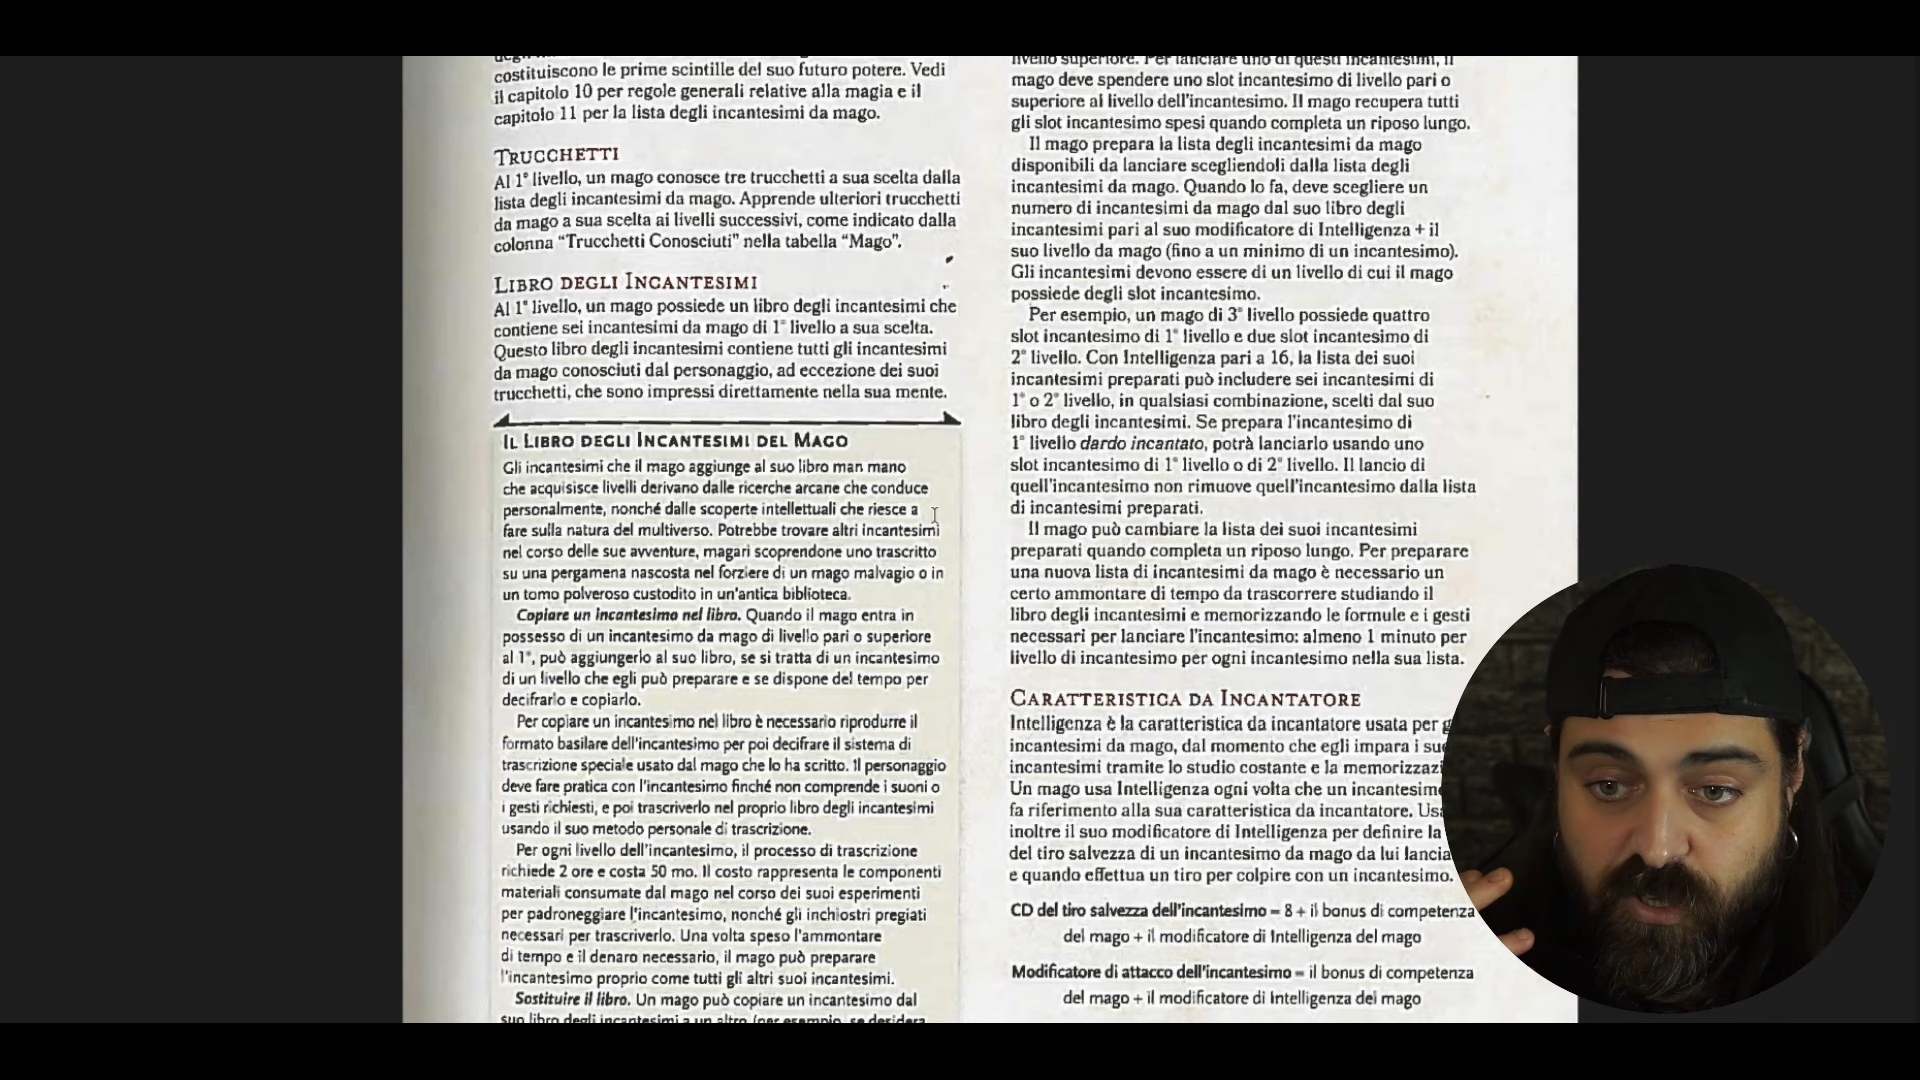 costituiscono le prime scintille del suo futuro potere. Vedi
il capitolo 10 per regole generali relative alla magia e il
capitolo 11 per la lista degli incantesimi da mago.
TRUCCHETTI
Al 1° livello, un mago conosce tre trucchetti a sua scelta dalla
lista degli incantesimi da mago. Apprende ulteriori trucchetti
da mago a sua scelta ai livelli successivi, come indicato dalla
colonna “Trucchetti Conosciuti” nella tabella “Mago”.
LIBRO DEGLI INCANTESIMI
Al 1° livello, un mago possiede un libro degli incantesimi che
contiene sei incantesimi da mago di 1° livello a sua scelta.
Questo libro degli incantesimi contiene tutti gli incantesimi
da mago conosciuti dal personaggio, ad eccezione dei suoi
trucchetti, che sono impressi direttamente nella sua mente.
IL LIBRO DEGLI INCANTESIMI DEL MAGO
Gli incantesimi che il mago aggiunge al suo libro man mano
che acquisisce livelli derivano dalle ricerche arcane che conduce
personalmente, nonché dalle scoperte intellettuali che riesce a
fare sulla natura del multiverso. Potrebbe trovare altri incantesimi
nel corso delle sue avventure, magari scoprendone uno trascritto
su una pergamena nascosta nel forziere di un mago malvagio o in
un tomo polveroso custodito in un'antica biblioteca.
Copiare un incantesimo nel libro. Quando il mago entra in
possesso di un incantesimo da mago di livello pari o superiore
al 1°, può aggiungerlo al suo libro, se si tratta di un incantesimo
di un livello che egli può preparare e se dispone del tempo per
decifrarlo e copiarlo.
Per copiare un incantesimo nel libro è necessario riprodurre il
formato basilare dell'incantesimo per poi decifrare il sistema di
trascrizione speciale usato dal mago che lo ha scritto. Il personaggio
deve fare pratica con l'incantesimo finché non comprende i suoni o
i gesti richiesti, e poi trascriverlo nel proprio libro degli incantesimi
usando il suo metodo personale di trascrizione.
Per ogni livello dell'incantesimo, il processo di trascrizione
richiede 2 ore e costa 50 mo. Il costo rappresenta le componenti
materiali consumate dal mago nel corso dei suoi esperimenti
per padroneggiare l'incantesimo, nonché gli inchiostri pregiati
necessari per trascriverlo. Una volta speso l'ammontare
di tempo e il denaro necessario, il mago può preparare
l'incantesimo proprio come tutti gli altri suoi incantesimi.
Sostituire il libro. Un mago può copiare un incantesimo dal
suo libro degli incantesimi a un altro (per esempio, se desidera
livello superiore. Per lanciare uno di questi incantesimi, il
mago deve spendere uno slot incantesimo di livello pari o
superiore al livello dell'incantesimo. Il mago recupera tutti
gli slot incantesimo spesi quando completa un riposo lungo.
Il mago prepara la lista degli incantesimi da mago
disponibili da lanciare scegliendoli dalla lista degli
incantesimi da mago. Quando lo fa, deve scegliere un
numero di incantesimi da mago dal suo libro degli
incantesimi pari al suo modificatore di Intelligenza + il
suo livello da mago (fino a un minimo di un incantesimo).
Gli incantesimi devono essere di un livello di cui il mago
possiede degli slot incantesimo.
Per esempio, un mago di 3° livello possiede quattro
slot incantesimo di 1° livello e due slot incantesimo di
2° livello. Con Intelligenza pari a 16, la lista dei suoi
incantesimi preparati può includere sei incantesimi di
1° o 2° livello, in qualsiasi combinazione, scelti dal suo
libro degli incantesimi. Se prepara l'incantesimo di
1° livello dardo incantato, potrà lanciarlo usando uno
slot incantesimo di 1° livello o di 2° livello. Il lancio di
quell'incantesimo non rimuove quell'incantesimo dalla lista
di incantesimi preparati.
Il mago può cambiare la lista dei suoi incantesimi
preparati quando completa un riposo lungo. Per preparare
una nuova lista di incantesimi da mago è necessario un
certo ammontare di tempo da trascorrere studiando il
libro degli incantesimi e memorizzando le formule e i gesti
necessari per lanciare l'incantesimo: almeno 1 minuto per
livello di incantesimo per ogni incantesimo nella sua lista.
CARATTERISTICA DA INCANTATORE
Intelligenza è la caratteristica da incantatore usata per
incantesimi da mago, dal momento che egli impara i
incantesimi tramite lo studio costante e la
Un mago usa Intelligenza ogni volta che un
fa riferimento alla sua caratteristica da incantatore.
inoltre il suo modificatore di Intelligenza per definire la
del tiro salvezza di un incantesimo da mago da lui
e quando effettua un tiro per colpire con un incantesimo.
CD del tiro salvezza dell'incantesimo = 8 + il bonus di competenza
del mago + il modificatore di Intelligenza del mago
Modificatore di attacco dell'incantesimo = il bonus di competenza
del mago + il modificatore di Intelligenza del mago